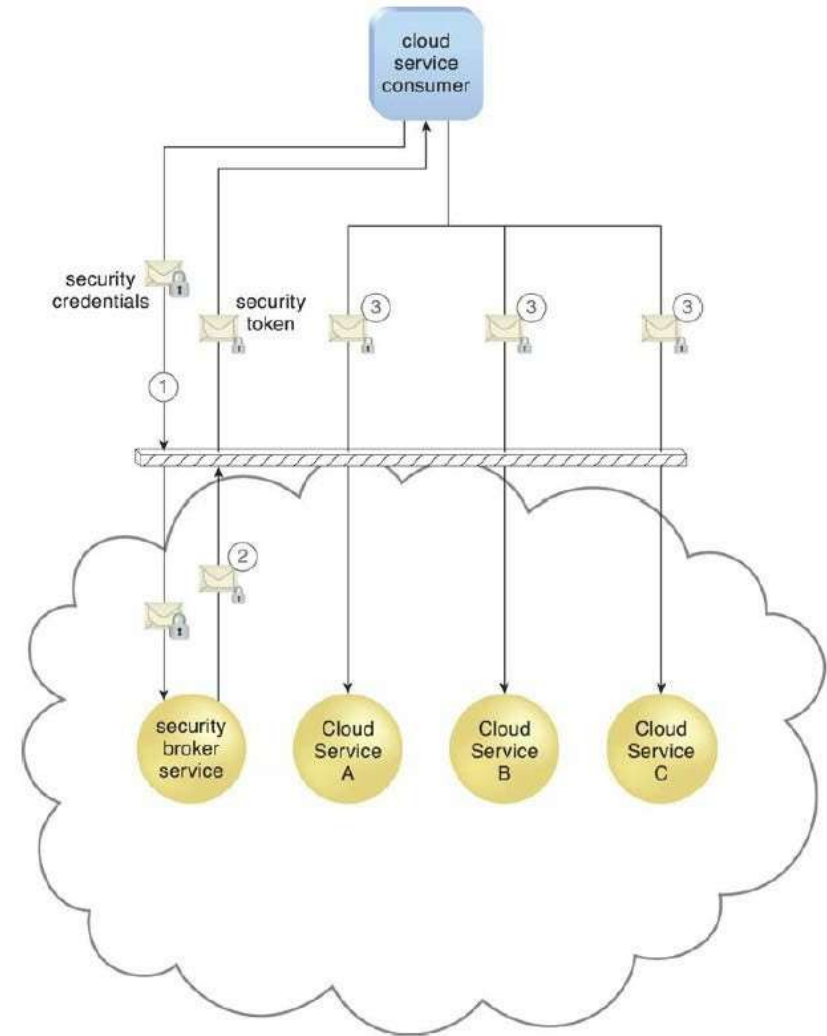 cloud
service
consumer
security
credentials
security
token
3
3
3
1
2
security
broker
service
Cloud
Service
A
Cloud
Service
B
Cloud
Service
C